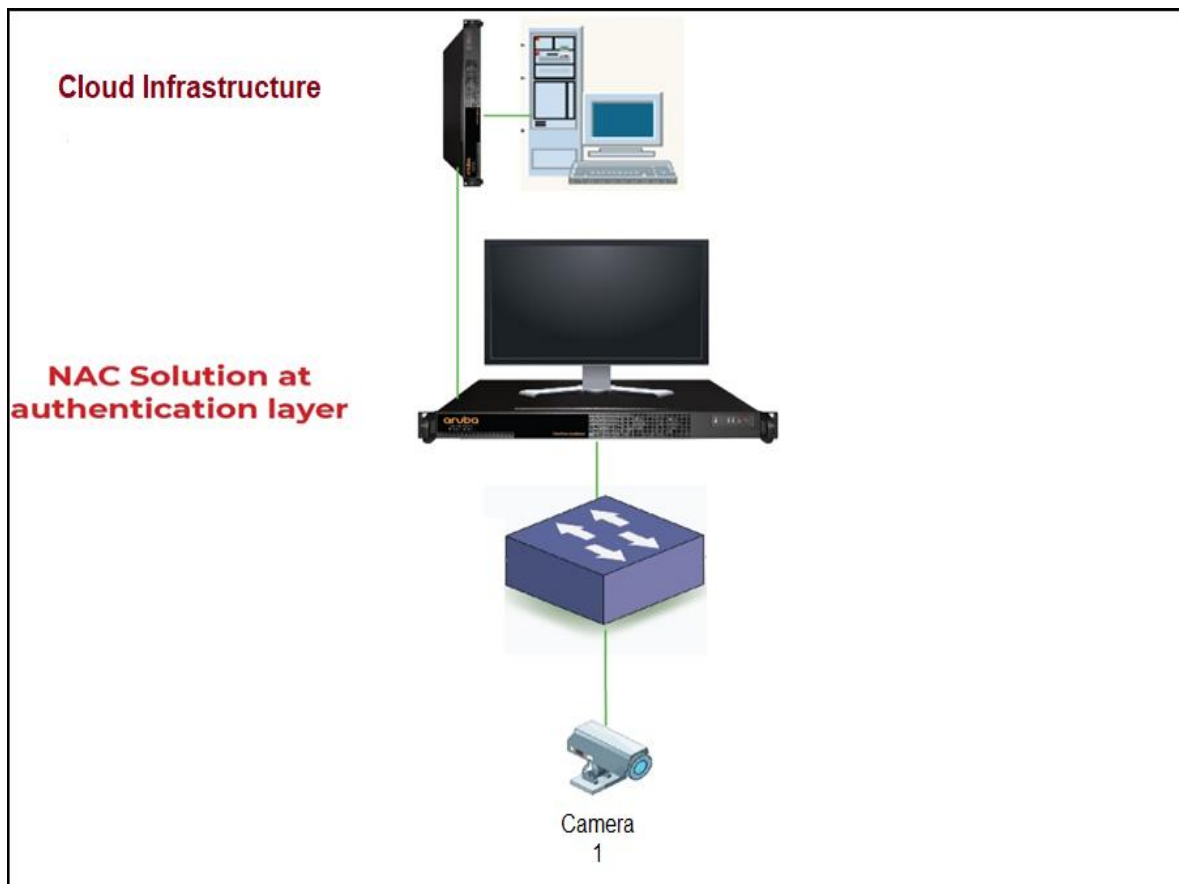 Cloud Infrastructure
NAC Solution at
authentication layer
aruba
Camera
1